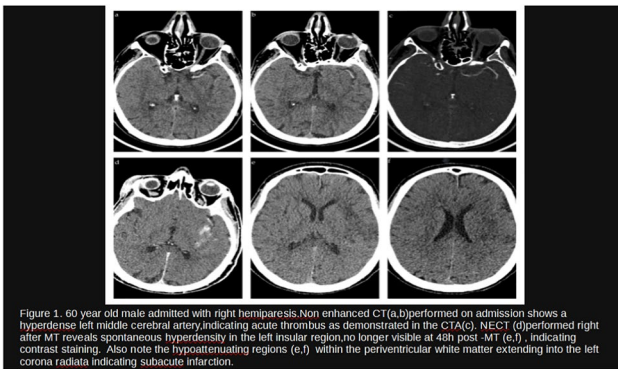 a
b
c
d
e
Figure 1. 60 year old male admitted with right hemiparesis.Non enhanced CT(a,b)performed on admission shows a
hyperdense left middle cerebral artery,indicating acute thrombus as demonstrated in the CTA(c). NECT (d)performed right
after MT reveals spontaneous hyperdensity in the left insular region,no longer visible at 48h post -MT (e,f) , indicating
contrast staining.  Also note the hypoattenuating regions (e,f)  within the periventricular white matter extending into the left
corona radiata indicating subacute infarction.